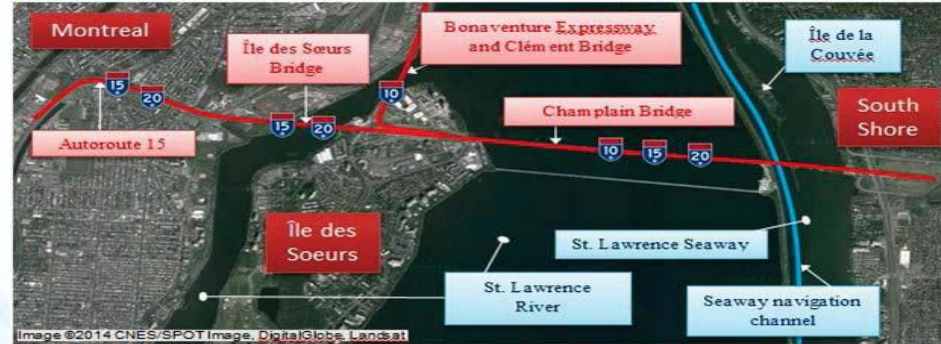 Montreal
Île des Sœurs
Bridge
Bonaventure Expressway
and Clément Bridge
Île de la
Couvée
15
20
10
South
Shore
Autoroute 15
15
20
Champlain Bridge
10
15
20
Île des
Soeurs
St. Lawrence Seaway
St. Lawrence
River
Seaway navigation
channel
Image ©2014 CNES/SPOT Image, DigitalGlobe, Landsat